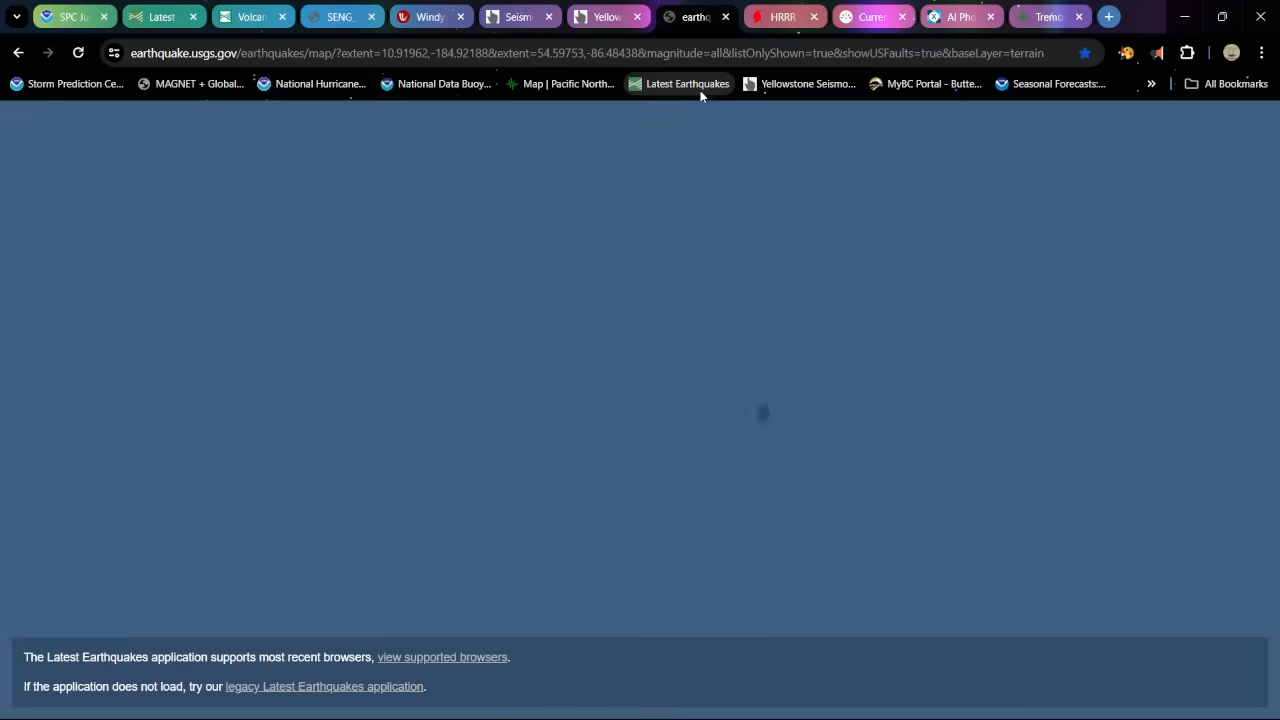 SPC Ju
Latest
Volcan
SENG_
Windy
Seism
Yellow
earthq
HRRR
Curren
AI Pho
Tremo
earthquake.usgs.gov/earthquakes/map/?extent=10.91962,-184.92188&extent=54.59753,-86.48438&magnitude=all&listOnlyShown=true&showUSFaults=true&baseLayer=terrain
Storm Prediction Ce...
MAGNET + Global...
National Hurricane...
National Data Buoy...
Map | Pacific North...
Latest Earthquakes
Yellowstone Seismo...
MyBC Portal - Butte...
Seasonal Forecasts:...
All Bookmarks
The Latest Earthquakes application supports most recent browsers, view supported browsers.
If the application does not load, try our legacy Latest Earthquakes application.